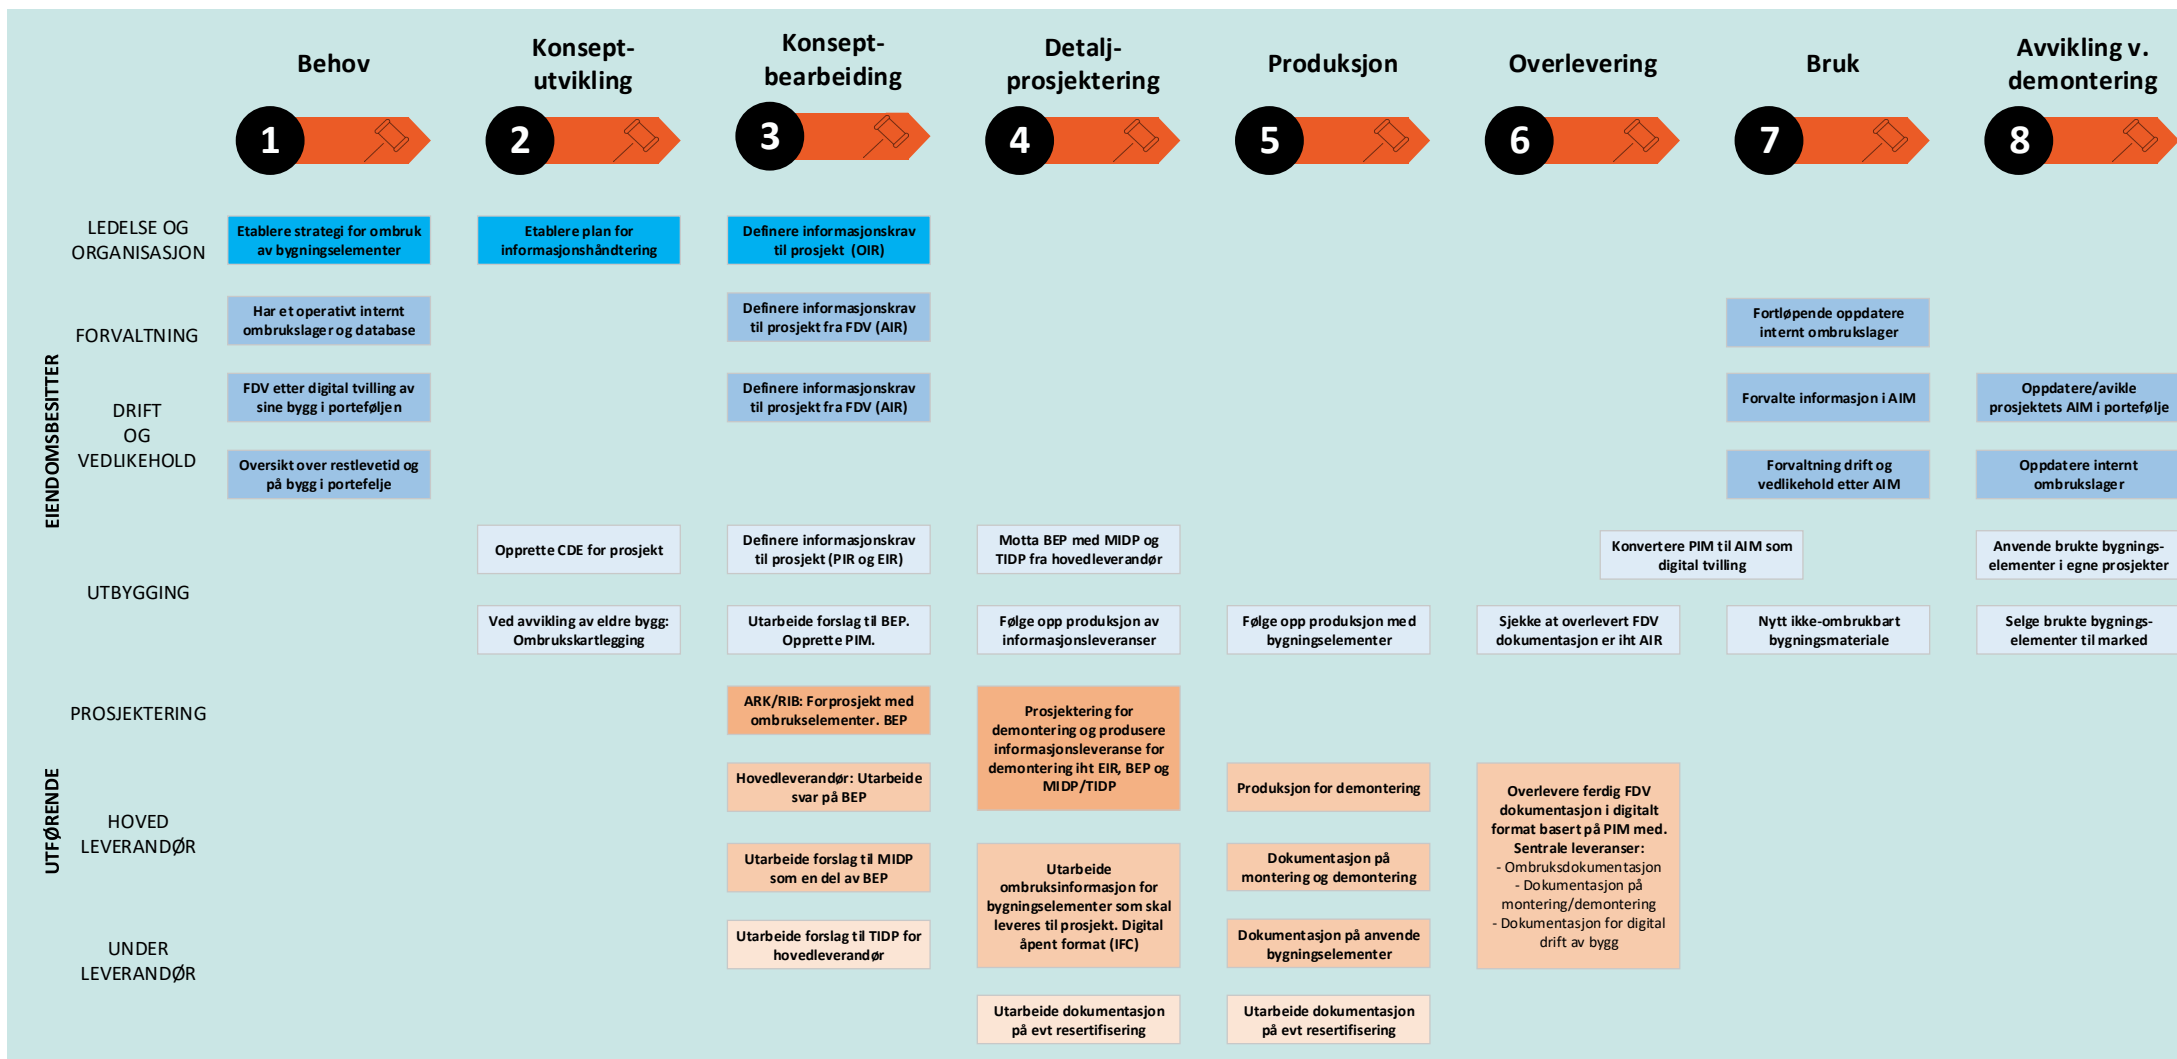 Behov
Konsept-
utvikling
Konsept-
bearbeiding
Detalj-
prosjektering
Produksjon
Overlevering
Bruk
Avvikling v.
demontering
1
2
3
4
5
6
7
8
EIENDOMSBESITTER
LEDELSE OG
ORGANISASJON
Etablere strategi for ombruk
av bygningselementer
Etablere plan for
informasjonshåndtering
Definere informasjonskrav
til prosjekt (OIR)
FORVALTNING
Har et operativt internt
ombrukslager og database
Definere informasjonskrav
til prosjekt fra FDV (AIR)
Fortløpende oppdatere
internt ombrukslager
DRIFT
OG
VEDLIKEHOLD
FDV etter digital tvilling av
sine bygg i porteføljen
Definere informasjonskrav
til prosjekt fra FDV (AIR)
Forvalte informasjon i AIM
Oppdatere/avikle
prosjektets AIM i portefølje
Oversikt over restlevetid og
på bygg i portefelje
Forvaltning drift og
vedlikehold etter AIM
Oppdatere internt
ombrukslager
UTBYGGING
Opprette CDE for prosjekt
Definere informasjonskrav
til prosjekt (PIR og EIR)
Motta BEP med MIDP og
TIDP fra hovedleverandør
Konvertere PIM til AIM som
digital tvilling
Anvende brukte bygnings-
elementer i egne prosjekter
Ved avvikling av eldre bygg:
Ombrukskartlegging
Utarbeide forslag til BEP.
Opprette PIM.
Følge opp produksjon av
informasjonsleveranser
Følge opp produksjon med
bygningselementer
Sjekke at overlevert FDV
dokumentasjon er iht AIR
Nytt ikke-ombrukbart
bygningsmateriale
Selge brukte bygnings-
elementer til marked
UTFØRENDE
PROSJEKTERING
ARK/RIB: Forprosjekt med
ombrukselementer. BEP
Prosjektering for
demontering og produsere
informasjonsleveranse for
demontering iht EIR, BEP og
MIDP/TIDP
HOVED
LEVERANDØR
Hovedleverandør: Utarbeide
svar på BEP
Produksjon for demontering
Overlevere ferdig FDV
dokumentasjon i digitalt
format basert på PIM med.
Sentrale leveranser:
- Ombruksdokumentasjon
- Dokumentasjon på
montering/demontering
- Dokumentasjon for digital
drift av bygg
Utarbeide forslag til MIDP
som en del av BEP
Utarbeide
ombruksinformasjon for
bygningselementer som skal
leveres til prosjekt. Digital
åpent format (IFC)
Dokumentasjon på
montering og demontering
UNDER
LEVERANDØR
Utarbeide forslag til TIDP for
hovedleverandør
Dokumentasjon på anvende
bygningselementer
Utarbeide dokumentasjon
på evt resertifisering
Utarbeide dokumentasjon
på evt resertifisering